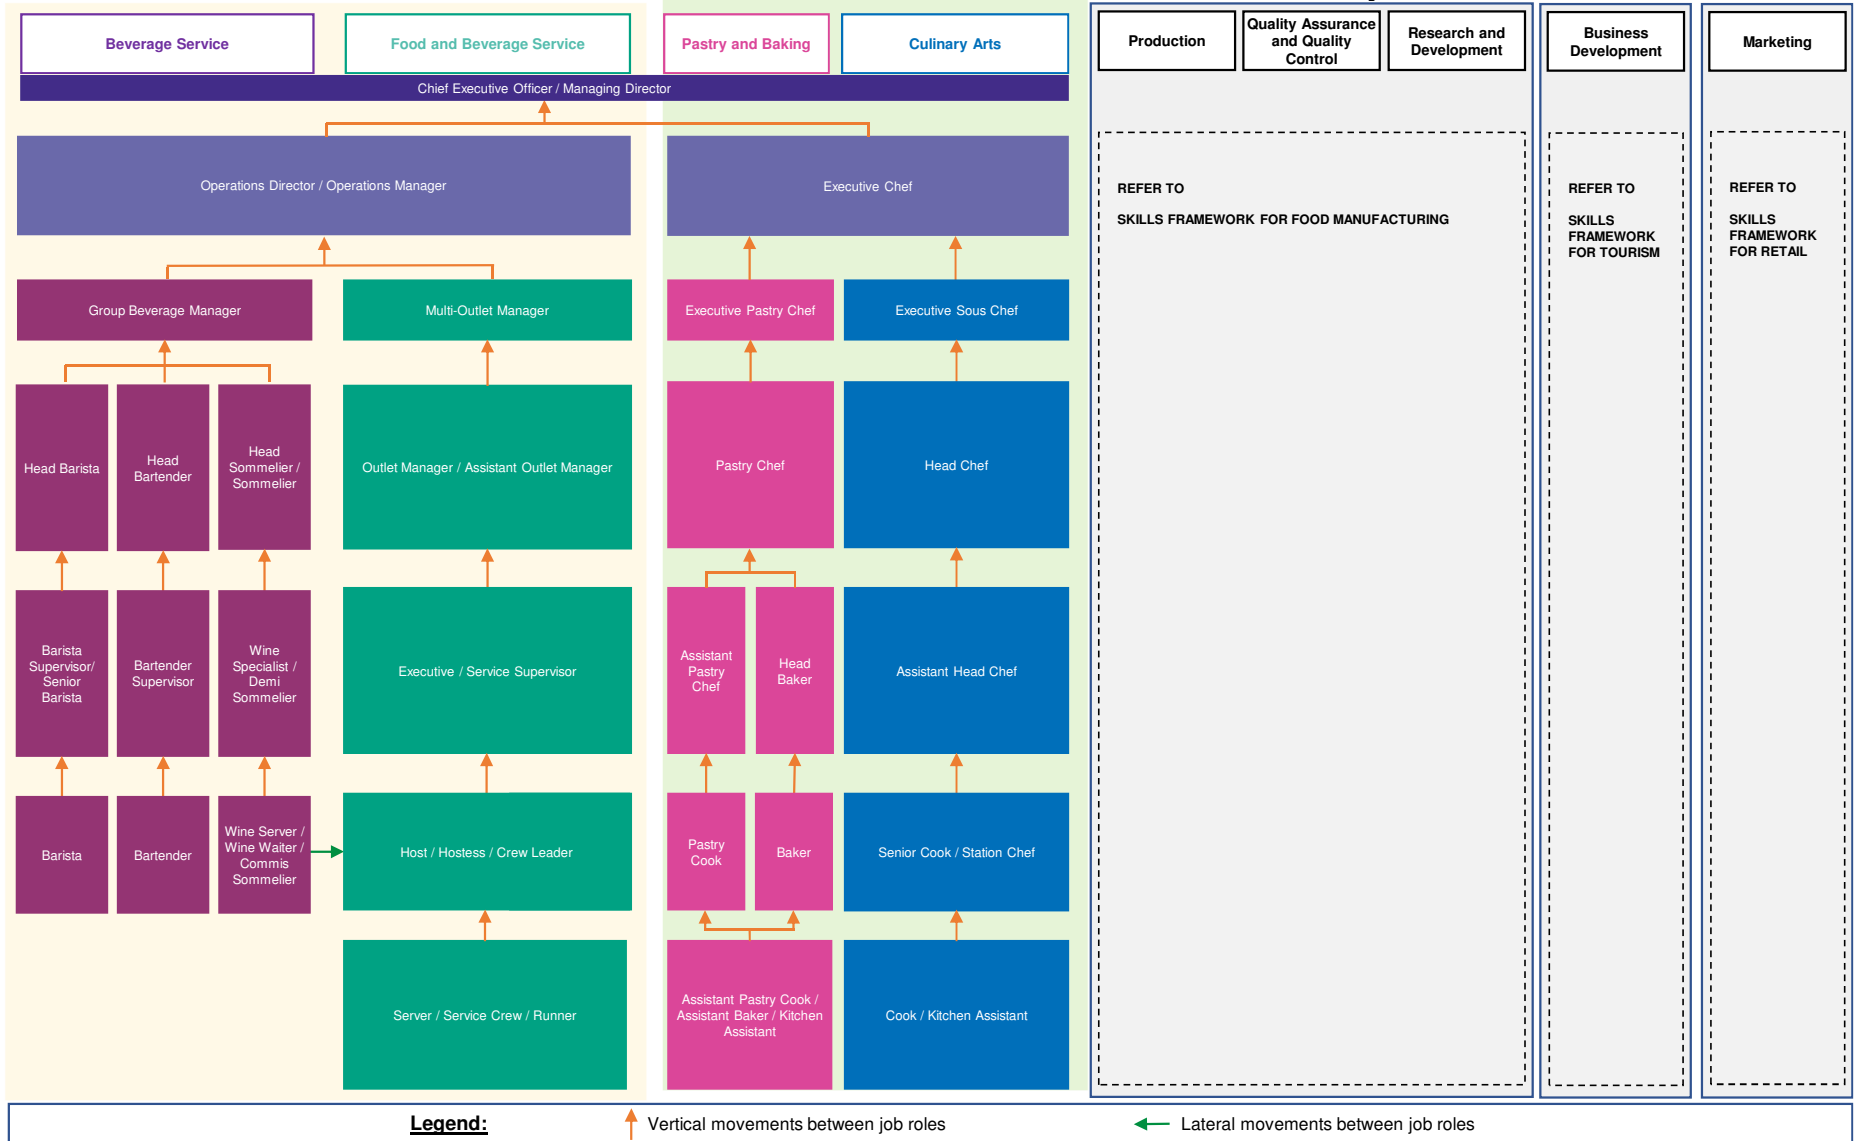 Beverage Service
Food and Beverage Service
Pastry and Baking
Culinary Arts
Production
Quality Assurance
and Quality
Control
Research and
Development
Business
Development
Marketing
Chief Executive Officer / Managing Director
Operations Director / Operations Manager
Executive Chef
REFER TO
SKILLS FRAMEWORK FOR FOOD MANUFACTURING
REFER TO
SKILLS
FRAMEWORK
FOR TOURISM
REFER TO
SKILLS
FRAMEWORK
FOR RETAIL
Group Beverage Manager
Multi-Outlet Manager
Executive Pastry Chef
Executive Sous Chef
Head Barista
Head
Bartender
Head
Sommelier /
Sommelier
Outlet Manager / Assistant Outlet Manager
Pastry Chef
Head Chef
Barista
Supervisor/
Senior
Barista
Bartender
Supervisor
Wine
Specialist /
Demi
Sommelier
Executive / Service Supervisor
Assistant
Pastry
Chef
Head
Baker
Assistant Head Chef
Barista
Bartender
Wine Server /
Wine Waiter /
Commis
Sommelier
Host / Hostess / Crew Leader
Pastry
Cook
Baker
Senior Cook / Station Chef
Server / Service Crew / Runner
Assistant Pastry Cook /
Assistant Baker / Kitchen
Assistant
Cook / Kitchen Assistant
Legend:
Vertical movements between job roles
Lateral movements between job roles